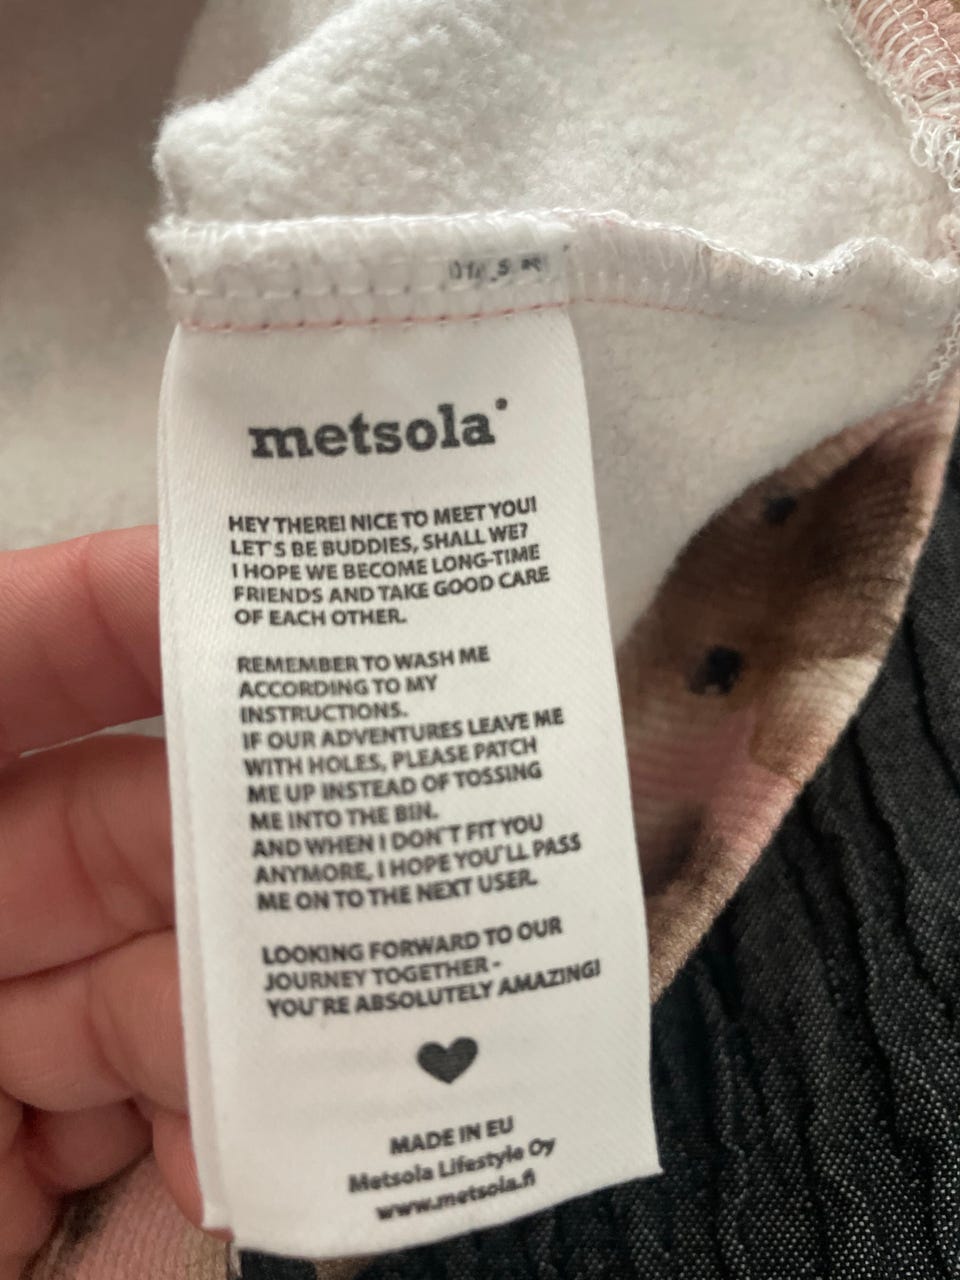 metsola
HEY THERE! NICE TO MEET YOU!
LET'S BE BUDDIES, SHALL WE?
I HOPE WE BECOME LONG-TIME
FRIENDS AND TAKE GOOD CARE
OF EACH OTHER.
REMEMBER TO WASH ME
ACCORDING TO MY
INSTRUCTIONS.
IF OUR ADVENTURES LEAVE ME
WITH HOLES, PLEASE PATCH
ME UP INSTEAD OF TOSSING
ME INTO THE BIN.
AND WHEN I DON'T FIT YOU
ANYMORE, I HOPE YOU'LL PASS
ME ON TO THE NEXT USER.
LOOKING FORWARD TO OUR
JOURNEY TOGETHER -
YOU'RE ABSOLUTELY AMAZING!
MADE IN EU
Metsola Lifestyle Oy
www.metsola.fi